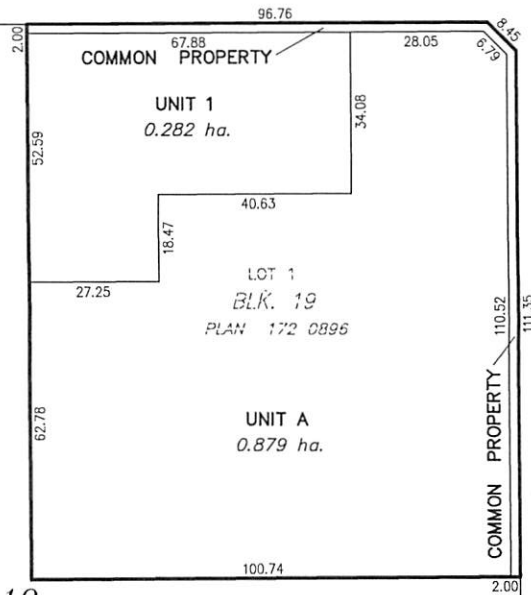 96.76
8.45
2.00
67.88
28.05
6.79
COMMON PROPERTY
UNIT 1
0.282 ha.
52.59
34.08
40.63
18.47
27.25
LOT 1
BLK. 19
PLAN 172 0896
110.52
111.35
62.78
UNIT A
0.879 ha.
COMMON PROPERTY
100.74
2.00